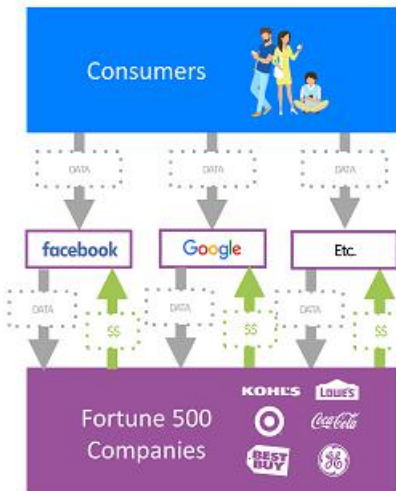 Consumers
DATA DATA DATA
facebook Google Etc.
DATA $$ DATA $$ DATA $$
Fortune 500
Companies
KOHL'S LOWE'S
Coca-Cola
BEST
BUY
GE